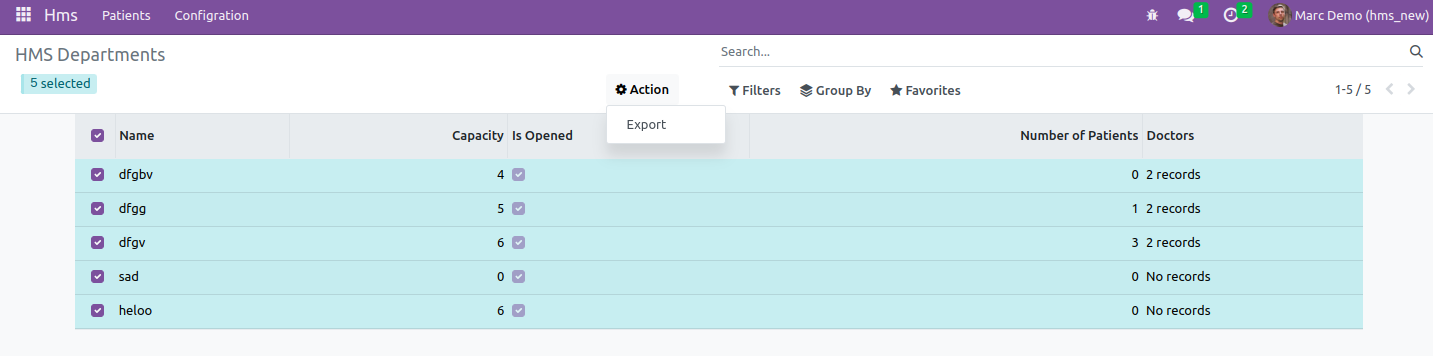 Hms Patients Configration 1 2 Marc Demo (hms_new)
HMS Departments Search...
5 selected Action Filters Group By Favorites 1-5 / 5
Export
Name Capacity Is Opened Number of Patients Doctors
dfgbv 4 0 2 records
dfgg 5 1 2 records
dfgv 6 3 2 records
sad 0 0 No records
heloo 6 0 No records